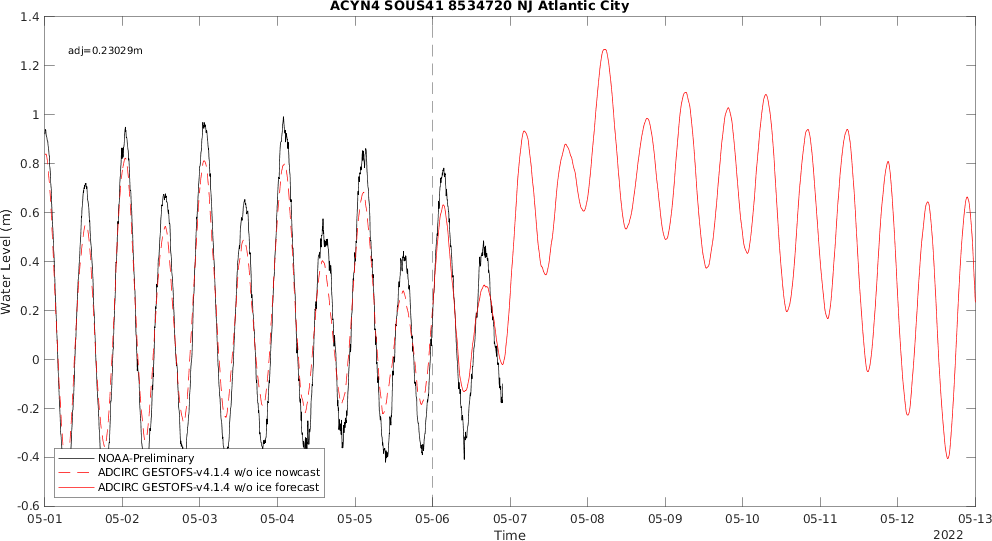 ACYN4 SOUS41 8534720 NJ Atlantic City
adj=0.23029m
Water Level (m)
1.4
1.2
1
0.8
0.6
0.4
0.2
0
-0.2
-0.4
-0.6
NOAA-Preliminary
ADCIRC GESTOFS-v4.1.4 w/o ice nowcast
ADCIRC GESTOFS-v4.1.4 w/o ice forecast
05-01 05-02 05-03 05-04 05-05 05-06 05-07 05-08 05-09 05-10 05-11 05-12 05-13
Time
2022